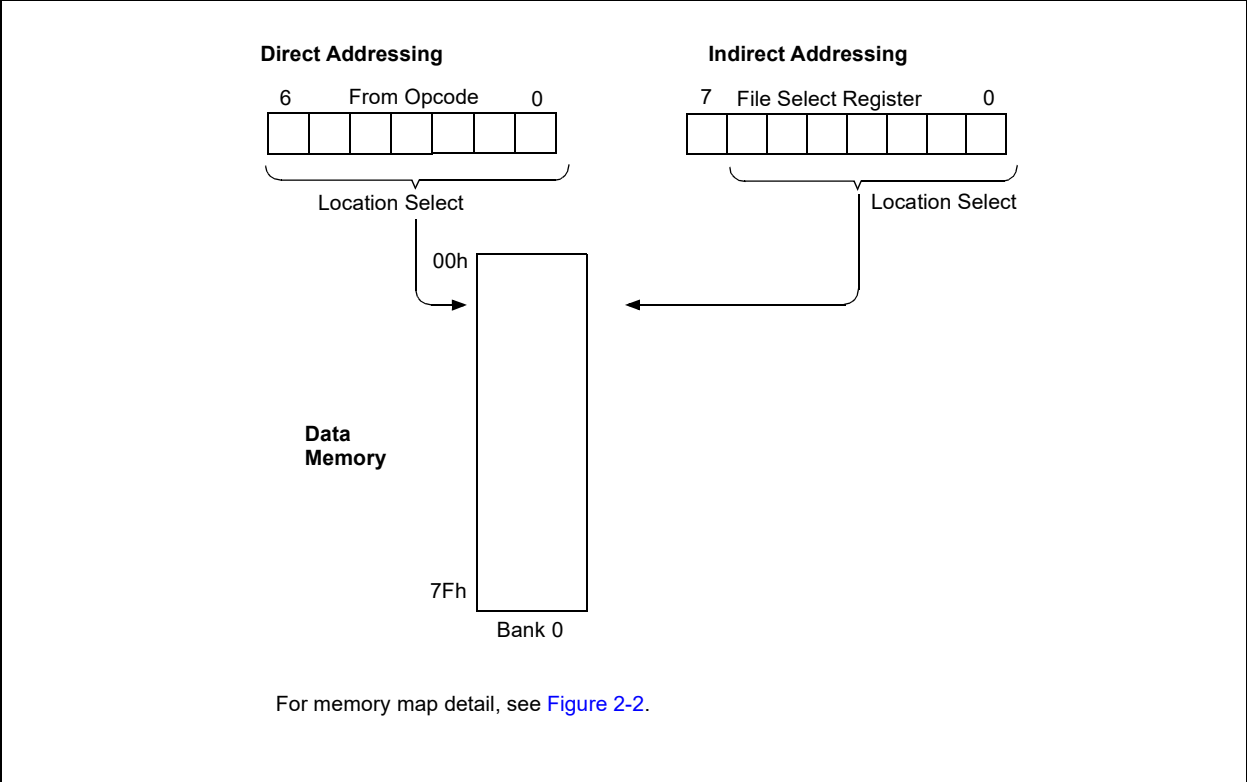 Direct Addressing
Indirect Addressing
6 From Opcode 0
7 File Select Register 0
Location Select
Location Select
00h
Data
Memory
7Fh
Bank 0
For memory map detail, see Figure 2-2.